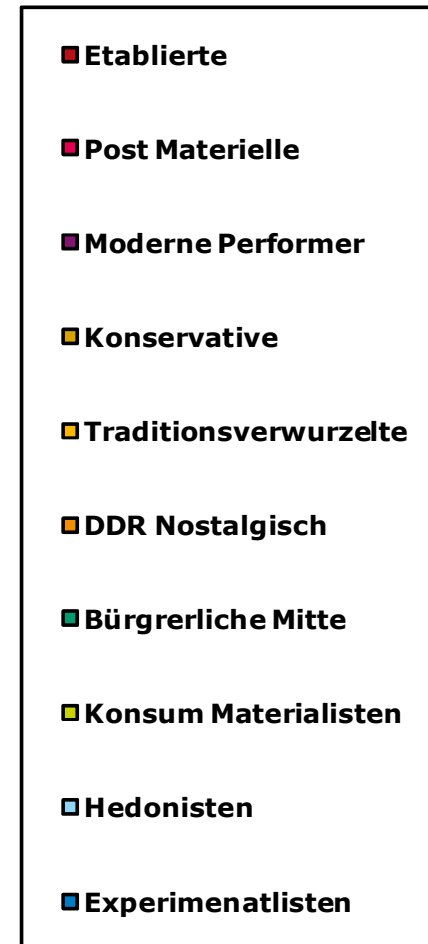 Etablierte
Post Materielle
Moderne Performer
Konservative
Traditionsverwurzelte
DDR Nostalgisch
Bürgrerliche Mitte
Konsum Materialisten
Hedonisten
Experimenatlisten